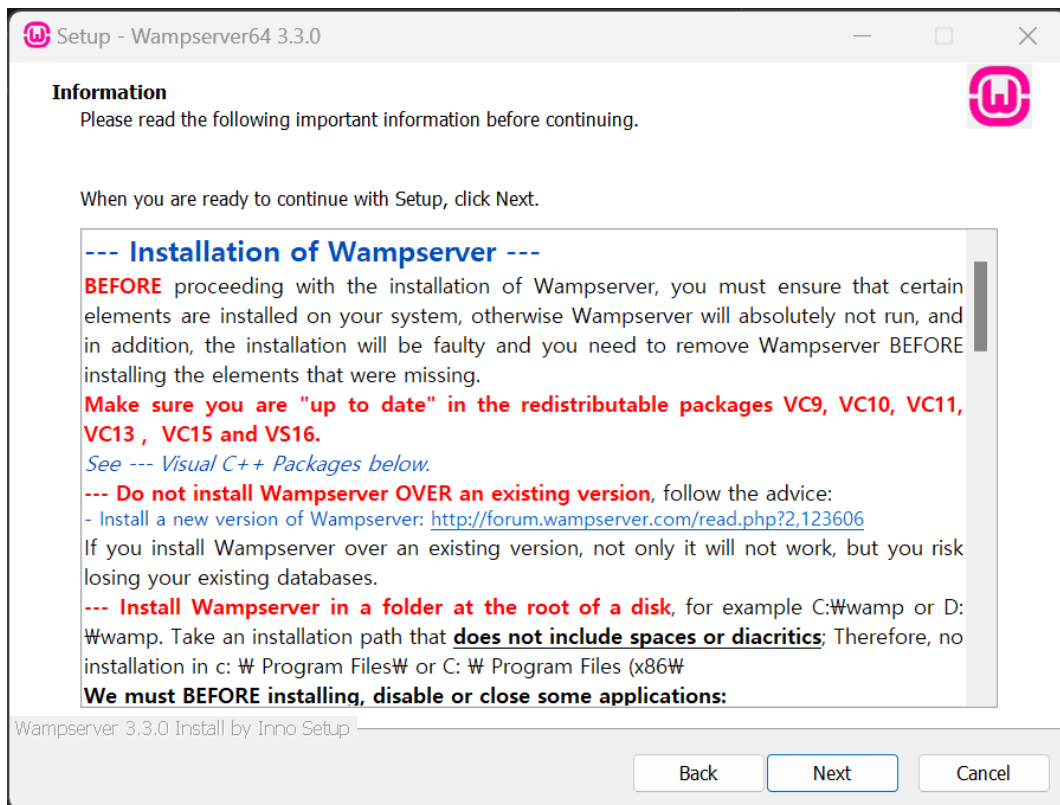 Setup - Wampserver64 3.3.0
Information
Please read the following important information before continuing.
When you are ready to continue with Setup, click Next.
--- Installation of Wampserver ---
BEFORE proceeding with the installation of Wampserver, you must ensure that certain
elements are installed on your system, otherwise Wampserver will absolutely not run, and
in addition, the installation will be faulty and you need to remove Wampserver BEFORE
installing the elements that were missing.
Make sure you are "up to date" in the redistributable packages VC9, VC10, VC11,
VC13 , VC15 and VS16.
See --- Visual C++ Packages below.
--- Do not install Wampserver OVER an existing version, follow the advice:
- Install a new version of Wampserver: http://forum.wampserver.com/read.php?2,123606
If you install Wampserver over an existing version, not only it will not work, but you risk
losing your existing databases.
--- Install Wampserver in a folder at the root of a disk, for example C:₩wamp or D:
₩wamp. Take an installation path that does not include spaces or diacritics; Therefore, no
installation in c: ₩ Program Files₩ or C: ₩ Program Files (x86₩
We must BEFORE installing, disable or close some applications:
Wampserver 3.3.0 Install by Inno Setup
Back
Next
Cancel